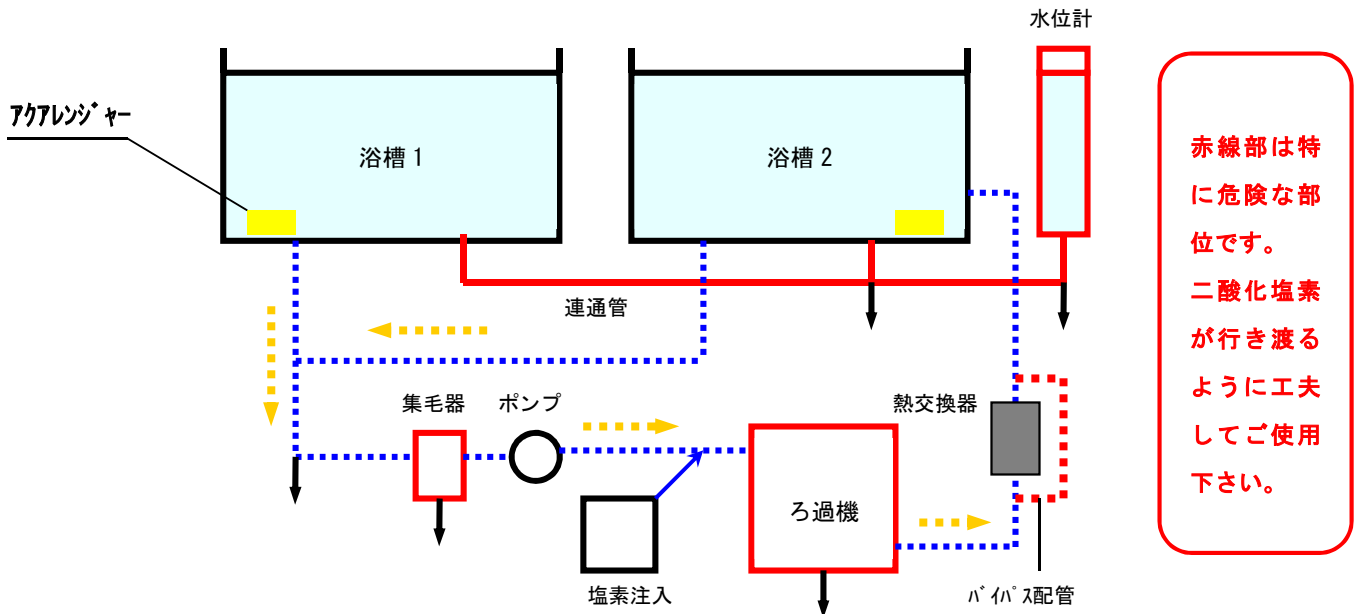 水位計
アクアレンジャー
浴槽1
浴槽2
赤線部は特
に危険な部
位です。
二酸化塩素
が行き渡る
ように工夫
してご使用
下さい。
連通管
集毛器
ポンプ
熱交換器
ろ過機
塩素注入
バイパス配管